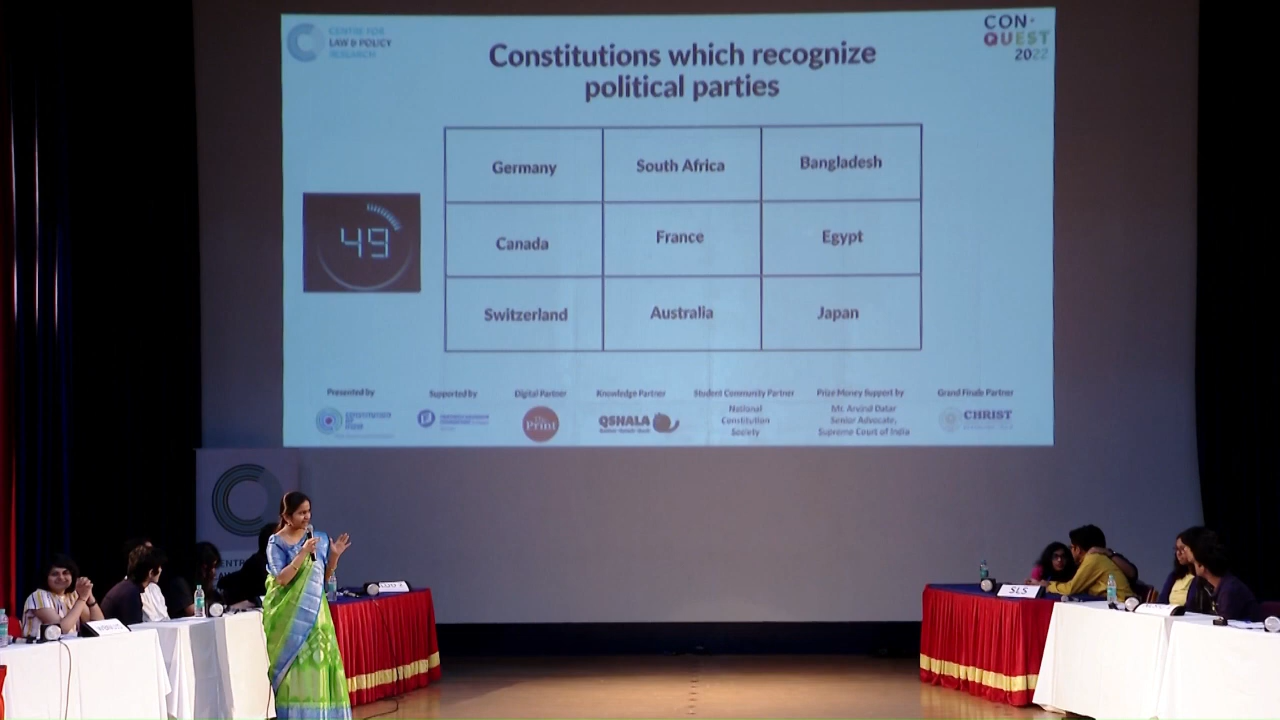 CENTRE FOR
LAW & POLICY
RESEARCH
CON·
QUEST
2022
Constitutions which recognize
political parties
49
Germany
South Africa
Bangladesh
Canada
France
Egypt
Switzerland
Australia
Japan
Presented by
Supported by
Digital Partner
Knowledge Partner
Student Community Partner
Prize Money Support by
Grand Finale Partner
The
Print
QSHALA
National
Constitution
Society
Mr. Arvind Datar
Senior Advocate,
Supreme Court of India
CHRIST
SLS